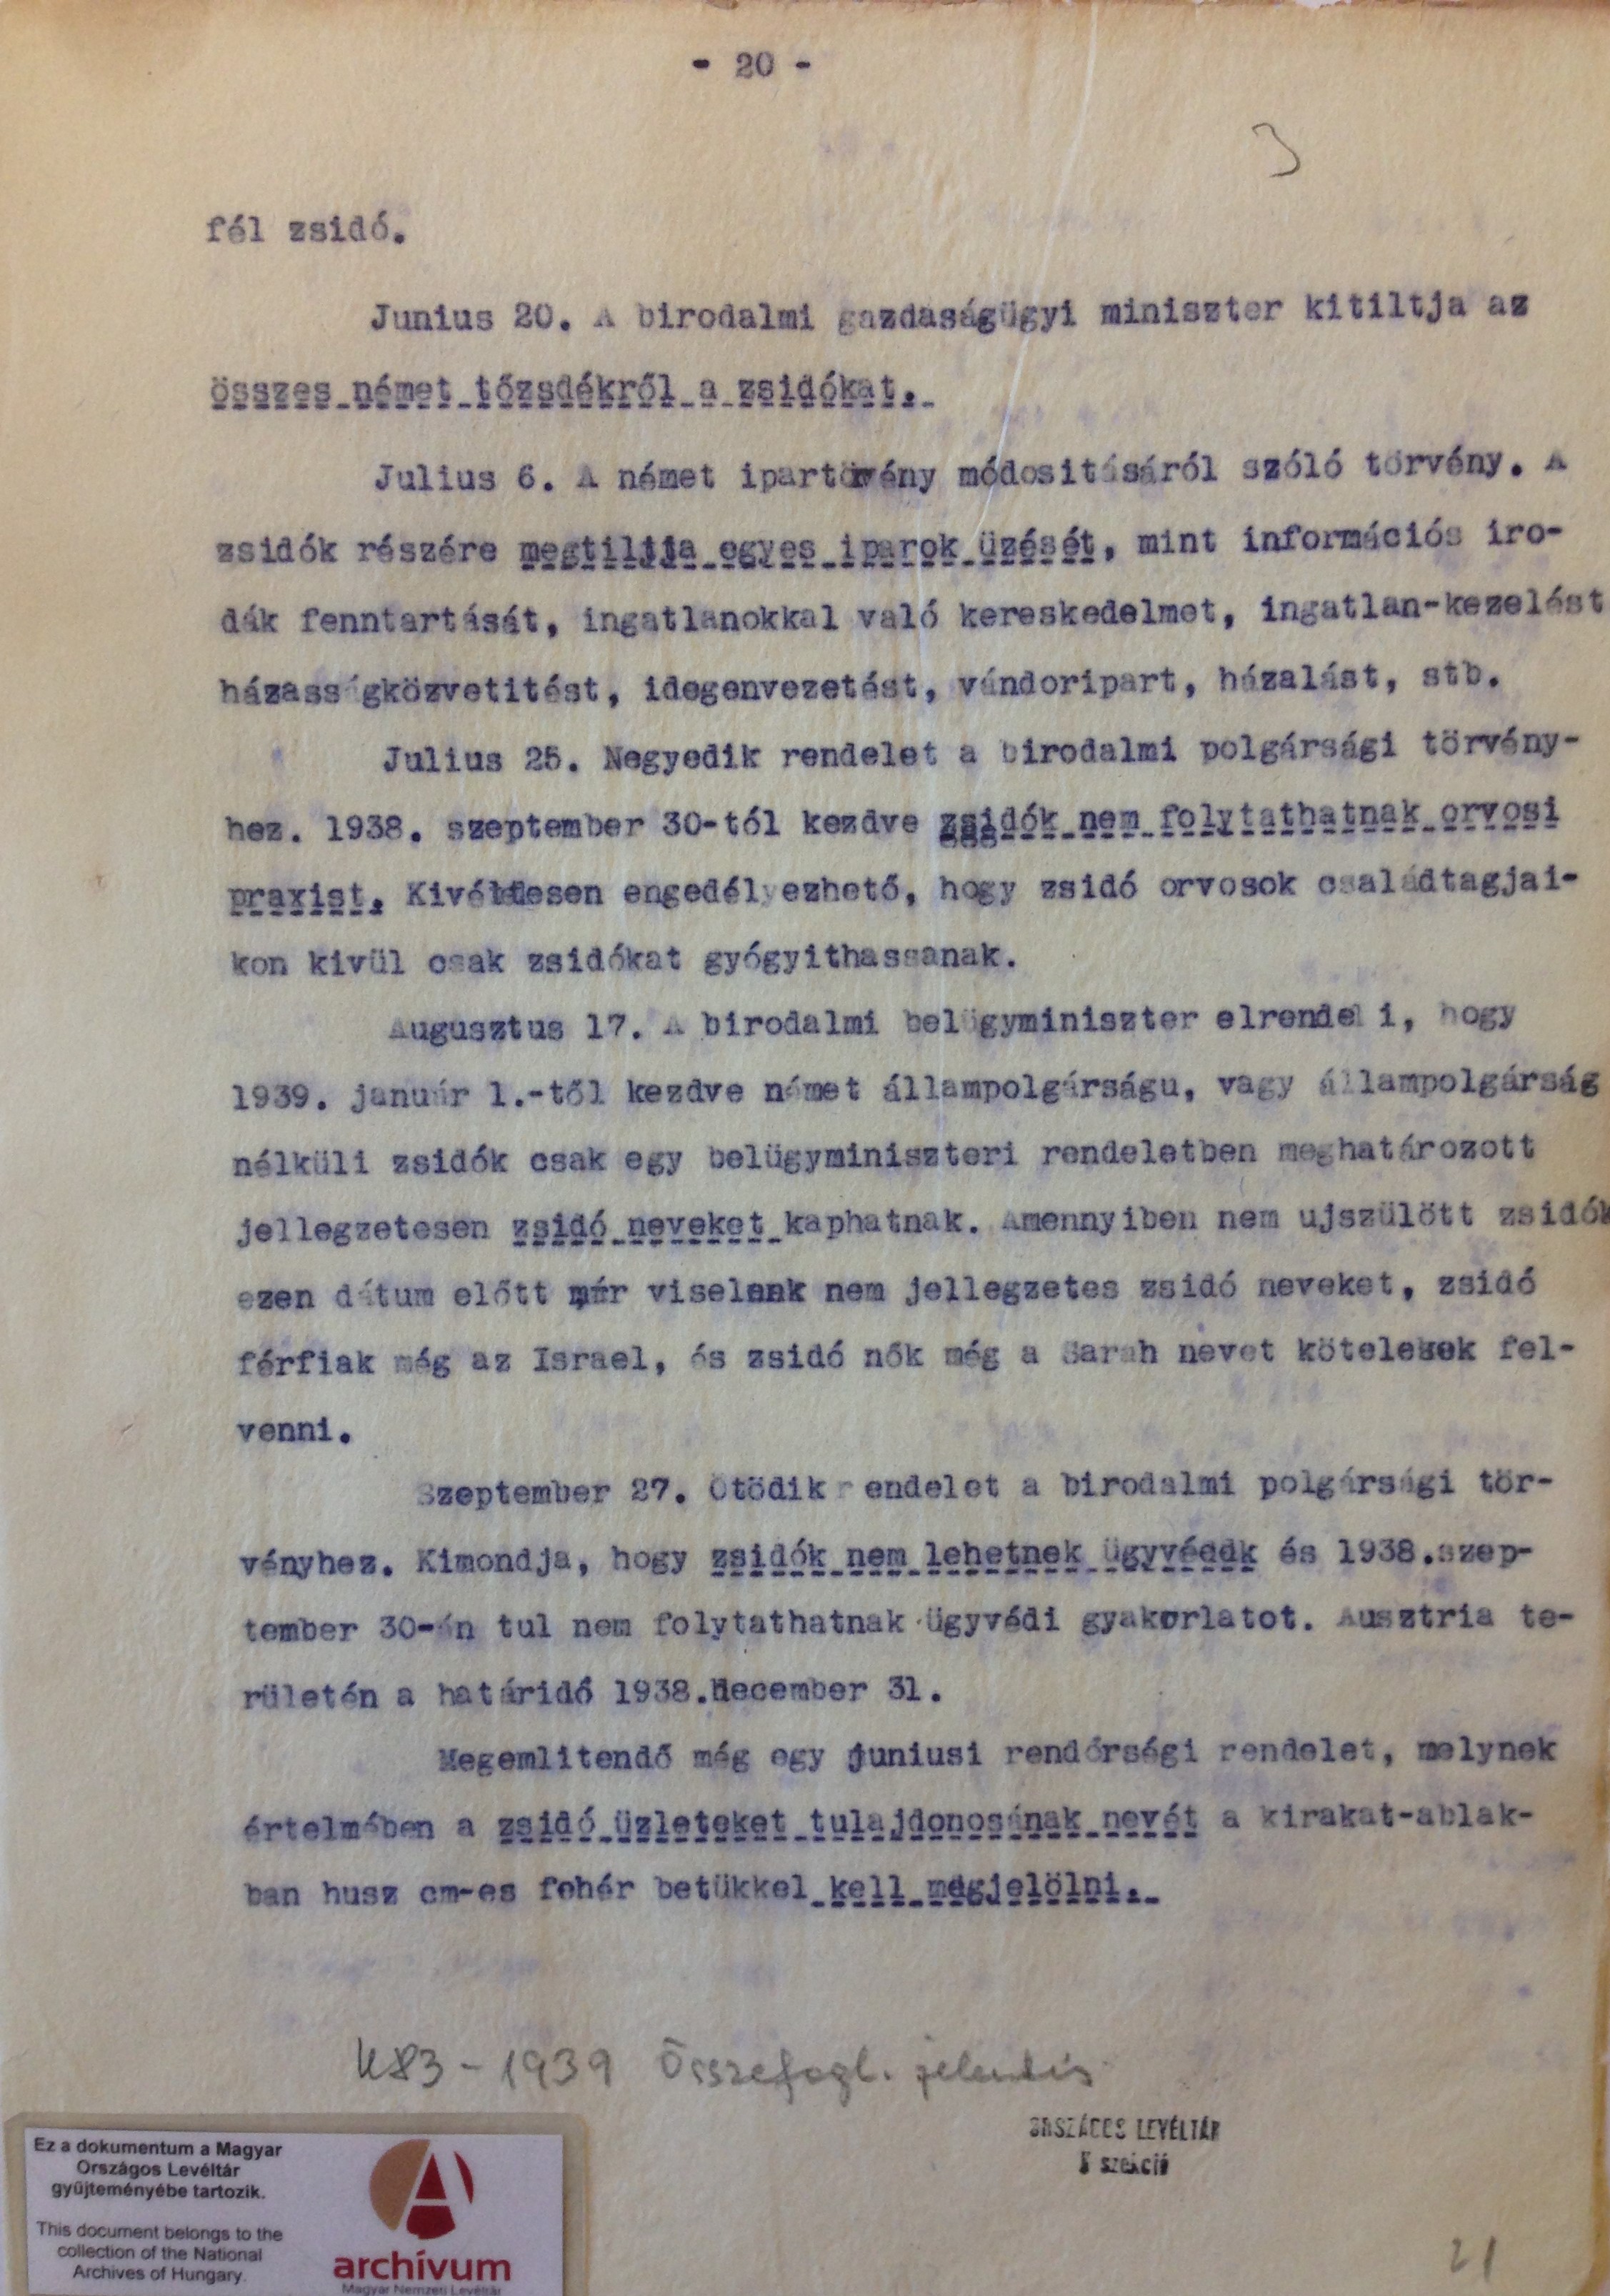 - 20 -
3
fél zsidó.
Junius 20. A birodalmi gazdaságügyi miniszter kitiltja az
összes német tőzsdékről a zsidókat.
Julius 6. A német ipartörvény módositásáról szóló törvény. A
zsidók részére megtiltja egyes iparok üzését, mint információs iro-
dák fenntartását, ingatlanokkal való kereskedelmet, ingatlan-kezelést
házasságközvetitést, idegenvezetést, vándoripart, házalást, stb.
Julius 25. Negyedik rendelet a birodalmi polgársági törvény-
hez. 1938. szeptember 30-tól kezdve zsidók nem folytathatnak orvosi
praxist. Kivételesen engedélyezhető, hogy zsidó orvosok családtagjai-
kon kivül csak zsidókat gyógyithassanak.
Augusztus 17. A birodalmi belügyminiszter elrendeli, hogy
1939. január 1.-től kezdve német állampolgárságu, vagy állampolgárság
nélküli zsidók csak egy belügyminiszteri rendeletben meghatározott
jellegzetesen zsidó neveket kaphatnak. Amennyiben nem ujszülött zsidók
ezen dátum előtt már viselnek nem jellegzetes zsidó neveket, zsidó
férfiak még az Israel, és zsidó nők még a Sarah nevet kötelesek fel-
venni.
Szeptember 27. Ötödik rendelet a birodalmi polgársági tör-
vényhez. Kimondja, hogy zsidók nem lehetnek ügyvédek és 1938.szep-
tember 30-án tul nem folytathatnak ügyvédi gyakorlatot. Ausztria te-
rületén a határidő 1938.december 31.
Megemlitendő még egy juniusi rendőrségi rendelet, melynek
értelmében a zsidó üzleteket tulajdonosának nevét a kirakat-ablak-
ban husz cm-es fehér betükkel kell megjelölni.
K83-1939 Összefogl. jelentés
ORSZÁGOS LEVÉLTÁR
szekció
Ez a dokumentum a Magyar
Országos Levéltár
gyűjteményébe tartozik.
This document belongs to the
collection of the National
Archives of Hungary.
archívum
Magyar Nemzeti Levéltár
21